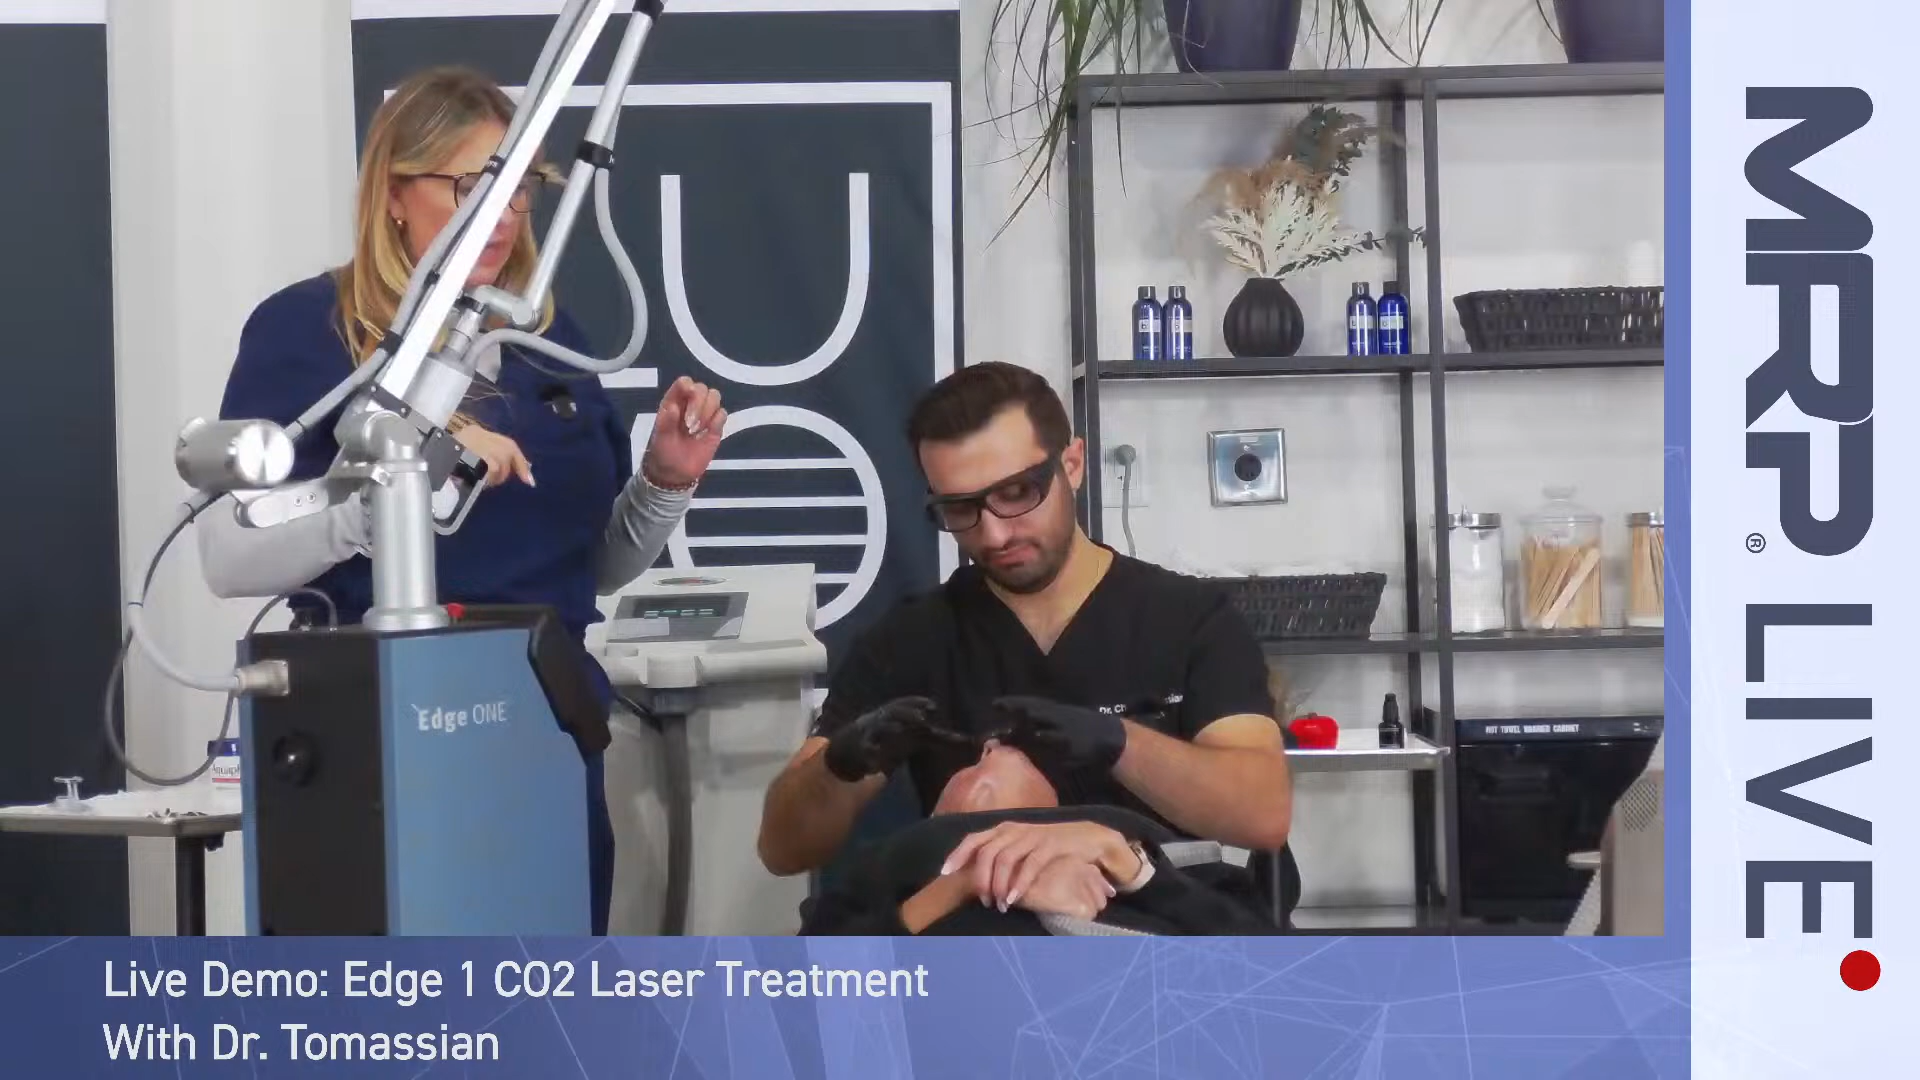 Edge ONE
HOT TOWEL WARMER CABINET
Live Demo: Edge 1 CO2 Laser Treatment
With Dr. Tomassian
MRP® LIVE